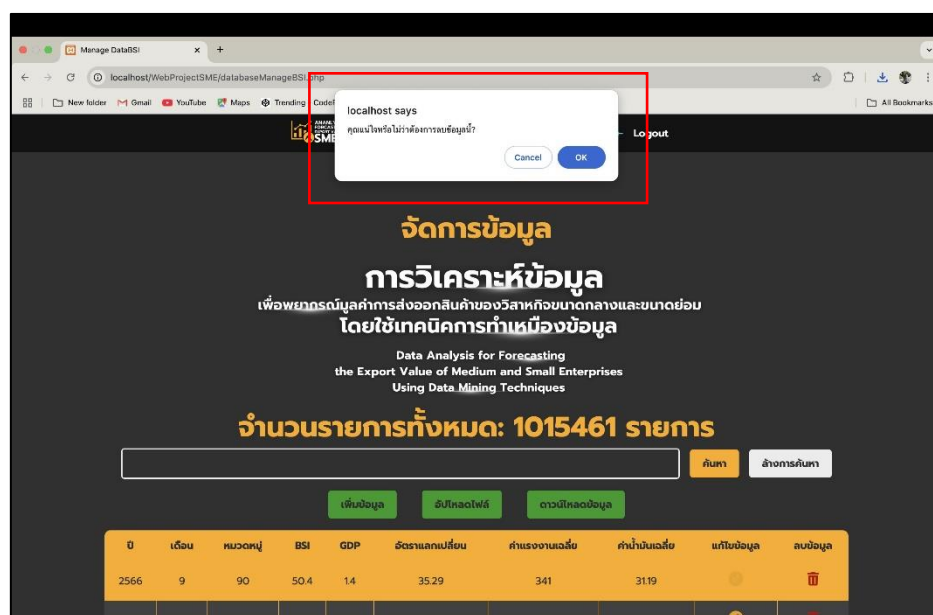 Manage DataBSI
localhost/WebProjectSME/databaseManageBSI.php
New folder Gmail YouTube Maps Trending All Bookmarks
localhost says
คุณแน่ใจหรือไม่ว่าต้องการลบข้อมูลนี้?
Cancel OK
SME Logout
จัดการข้อมูล
การวิเคราะห์ข้อมูล
เพื่อพยากรณ์มูลค่าการส่งออกสินค้าของวิสาหกิจขนาดกลางและขนาดย่อม
โดยใช้เทคนิคการทำเหมืองข้อมูล
Data Analysis for Forecasting
the Export Value of Medium and Small Enterprises
Using Data Mining Techniques
จำนวนรายการทั้งหมด: 1015461 รายการ
ค้นหา ล้างการค้นหา
เพิ่มข้อมูล อัปโหลดไฟล์ ดาวน์โหลดข้อมูล
ปี เดือน หมวดหมู่ BSI GDP อัตราแลกเปลี่ยน ค่าแรงงานเฉลี่ย ค่าน้ำมันเฉลี่ย แก้ไขข้อมูล ลบข้อมูล
2566 9 90 50.4 1.4 35.29 341 31.19